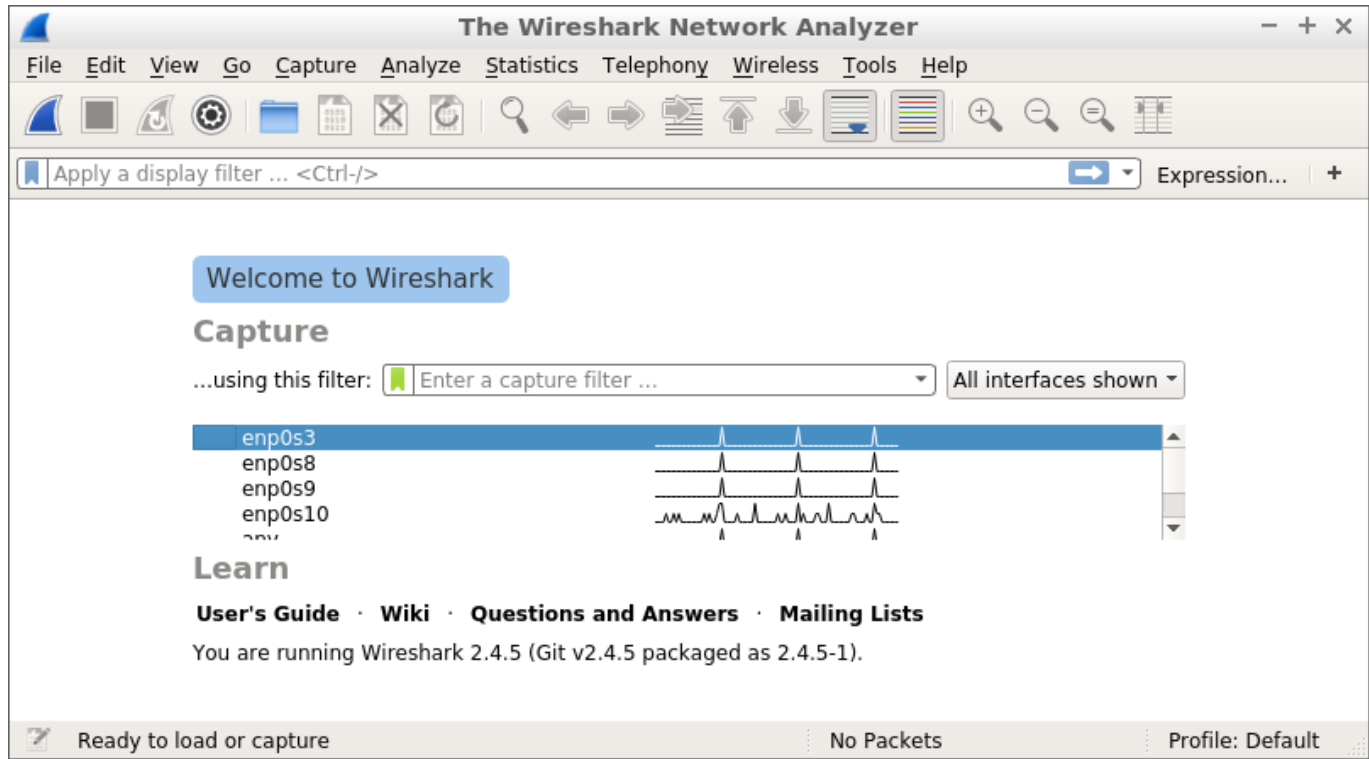 The Wireshark Network Analyzer
File Edit View Go Capture Analyze Statistics Telephony Wireless Tools Help
Apply a display filter ... <Ctrl-/> Expression... +
Welcome to Wireshark
Capture
...using this filter: Enter a capture filter ... All interfaces shown
enp0s3
enp0s8
enp0s9
enp0s10
any
Learn
User's Guide · Wiki · Questions and Answers · Mailing Lists
You are running Wireshark 2.4.5 (Git v2.4.5 packaged as 2.4.5-1).
Ready to load or capture No Packets Profile: Default